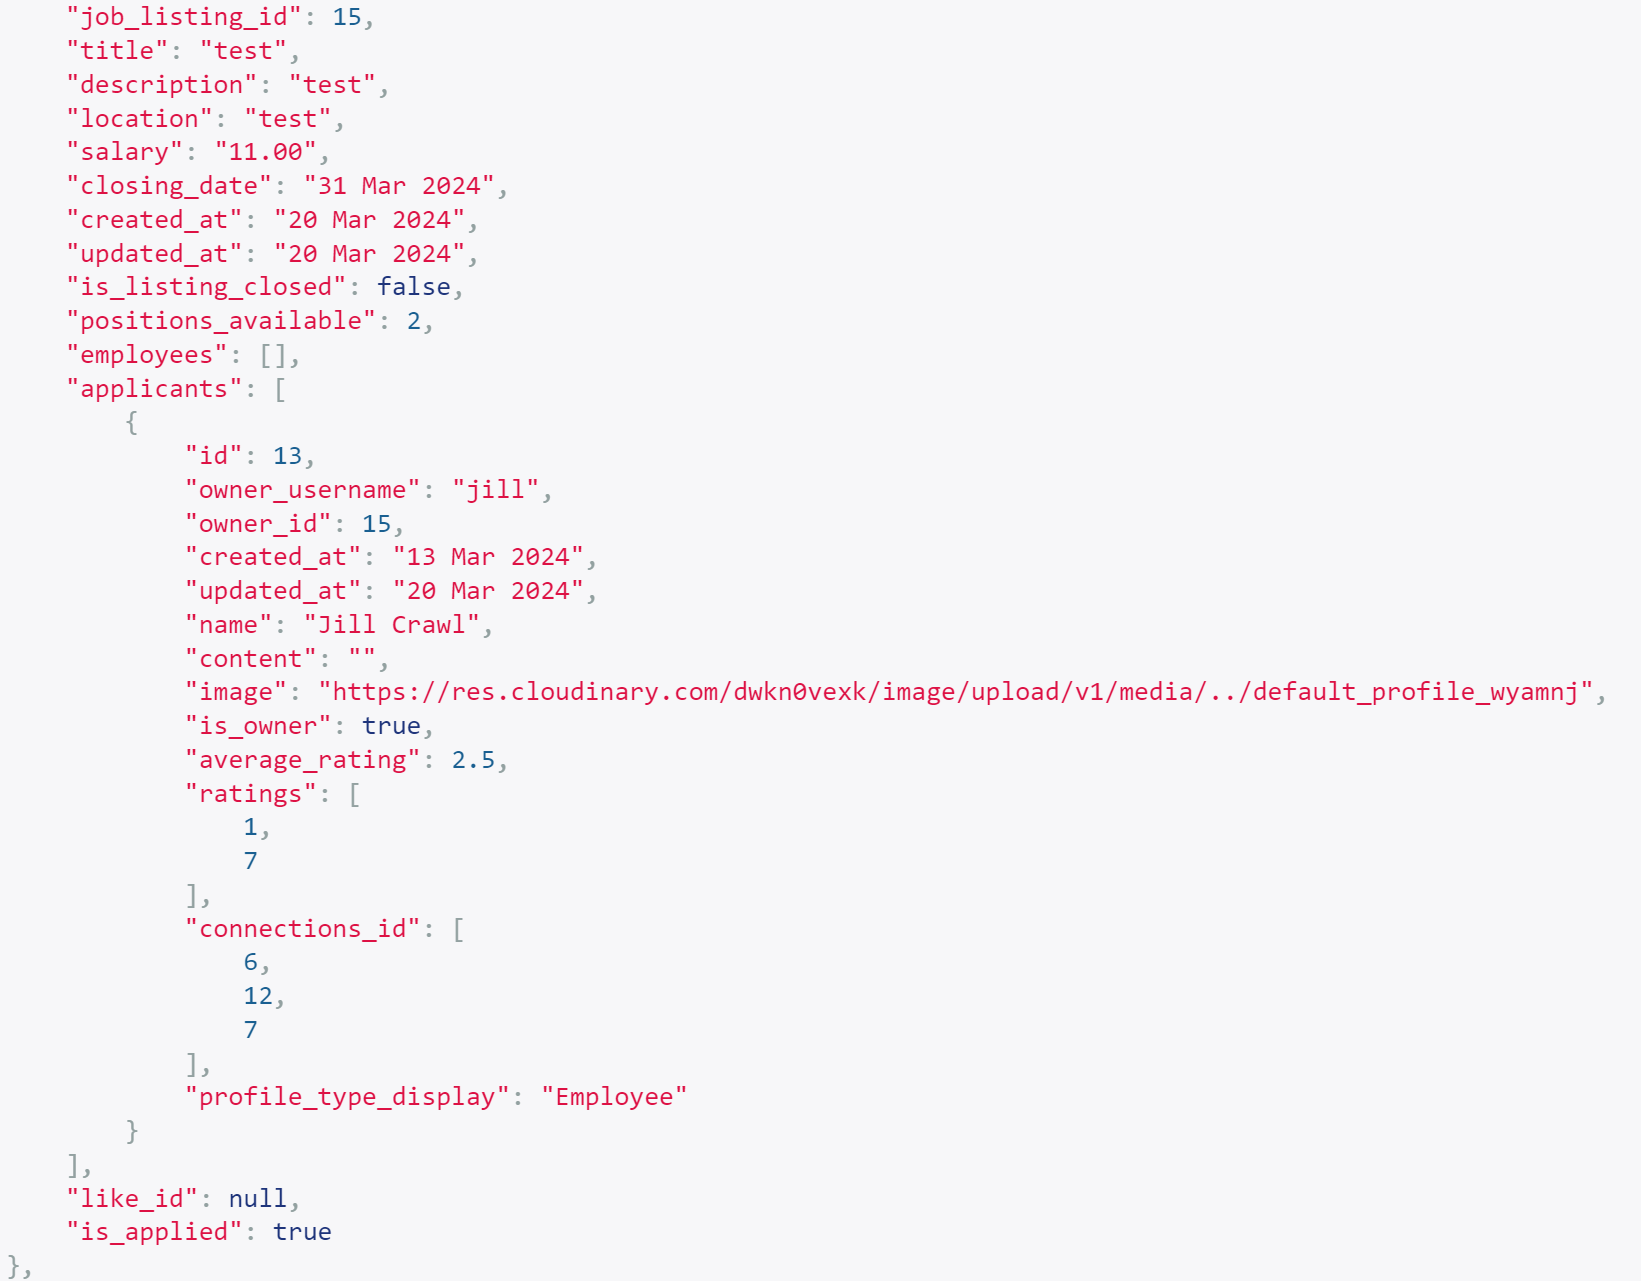 "job_listing_id": 15,
"title": "test",
"description": "test",
"location": "test",
"salary": "11.00",
"closing_date": "31 Mar 2024",
"created_at": "20 Mar 2024",
"updated_at": "20 Mar 2024",
"is_listing_closed": false,
"positions_available": 2,
"employees": [],
"applicants": [
{
"id": 13,
"owner_username": "jill",
"owner_id": 15,
"created_at": "13 Mar 2024",
"updated_at": "20 Mar 2024",
"name": "Jill Crawl",
"content": "",
"image": "https://res.cloudinary.com/dwkn0vexk/image/upload/v1/media/../default_profile_wyamnj",
"is_owner": true,
"average_rating": 2.5,
"ratings": [
1,
7
],
"connections_id": [
6,
12,
7
],
"profile_type_display": "Employee"
}
],
"like_id": null,
"is_applied": true
},